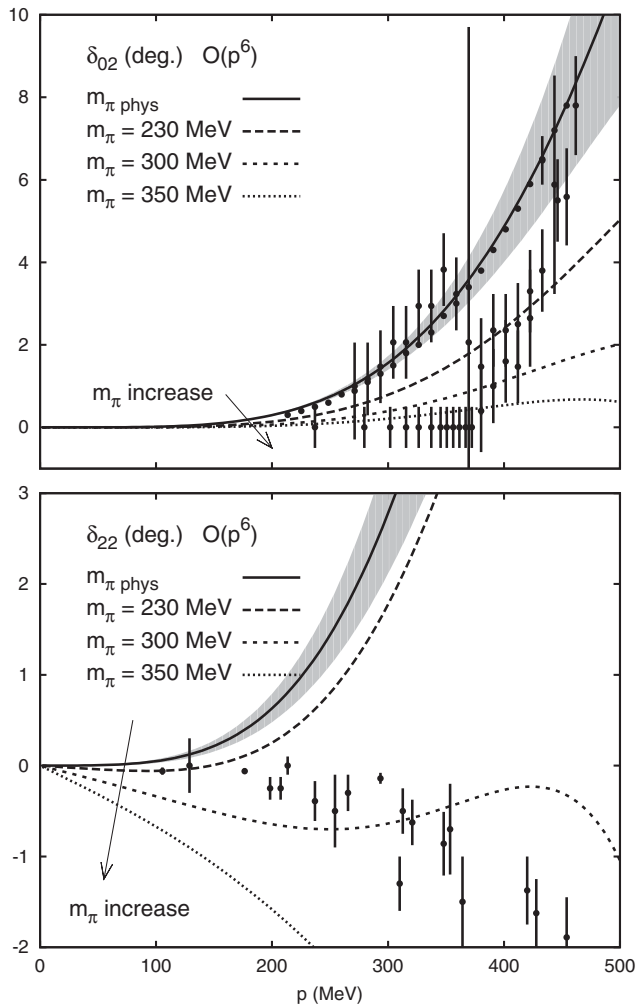 10
8
6
4
2
0
δ02 (deg.) O(p^6)
mπ phys
mπ = 230 MeV
mπ = 300 MeV
mπ = 350 MeV
mπ increase
3
2
1
0
-1
-2
δ22 (deg.) O(p^6)
mπ phys
mπ = 230 MeV
mπ = 300 MeV
mπ = 350 MeV
mπ increase
0 100 200 300 400 500
p (MeV)